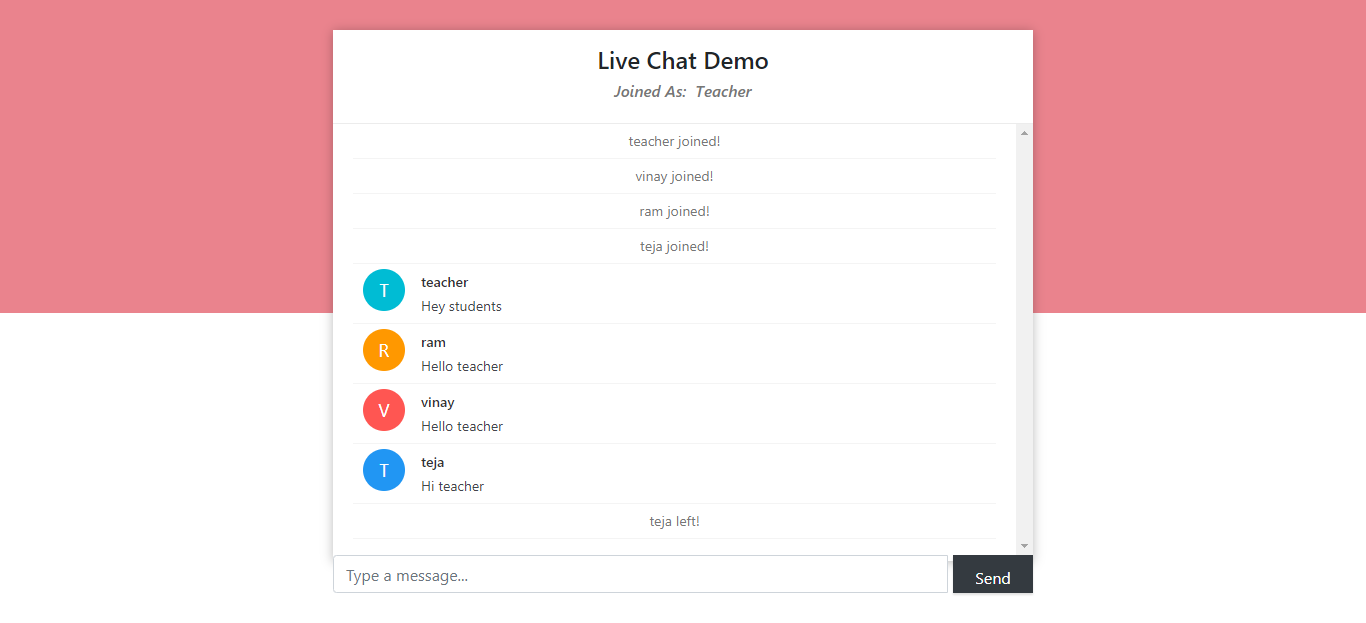 Live Chat Demo
Joined As: Teacher
teacher joined!
vinay joined!
ram joined!
teja joined!
T
teacher
Hey students
R
ram
Hello teacher
V
vinay
Hello teacher
T
teja
Hi teacher
teja left!
Type a message...
Send